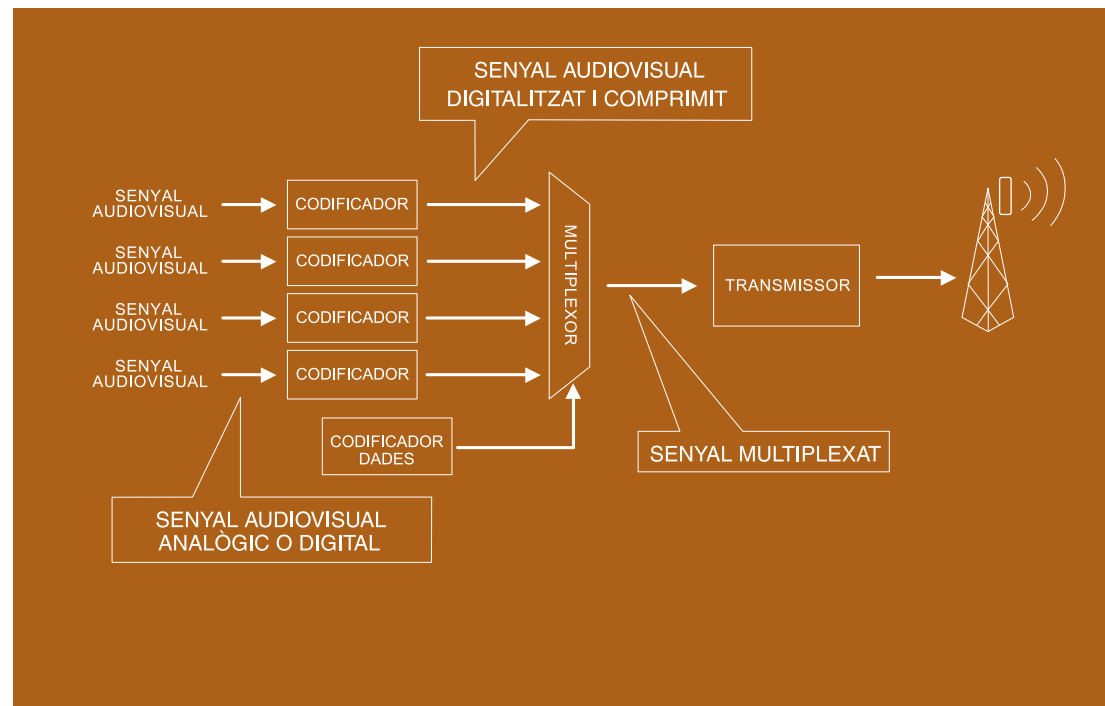 SENYAL AUDIOVISUAL
DIGITALITZAT I COMPRIMIT
SENYAL
AUDIOVISUAL
CODIFICADOR
SENYAL
AUDIOVISUAL
CODIFICADOR
SENYAL
AUDIOVISUAL
CODIFICADOR
SENYAL
AUDIOVISUAL
CODIFICADOR
MULTIPLEXOR
TRANSMISSOR
CODIFICADOR
DADES
SENYAL MULTIPLEXAT
SENYAL AUDIOVISUAL
ANALÒGIC O DIGITAL